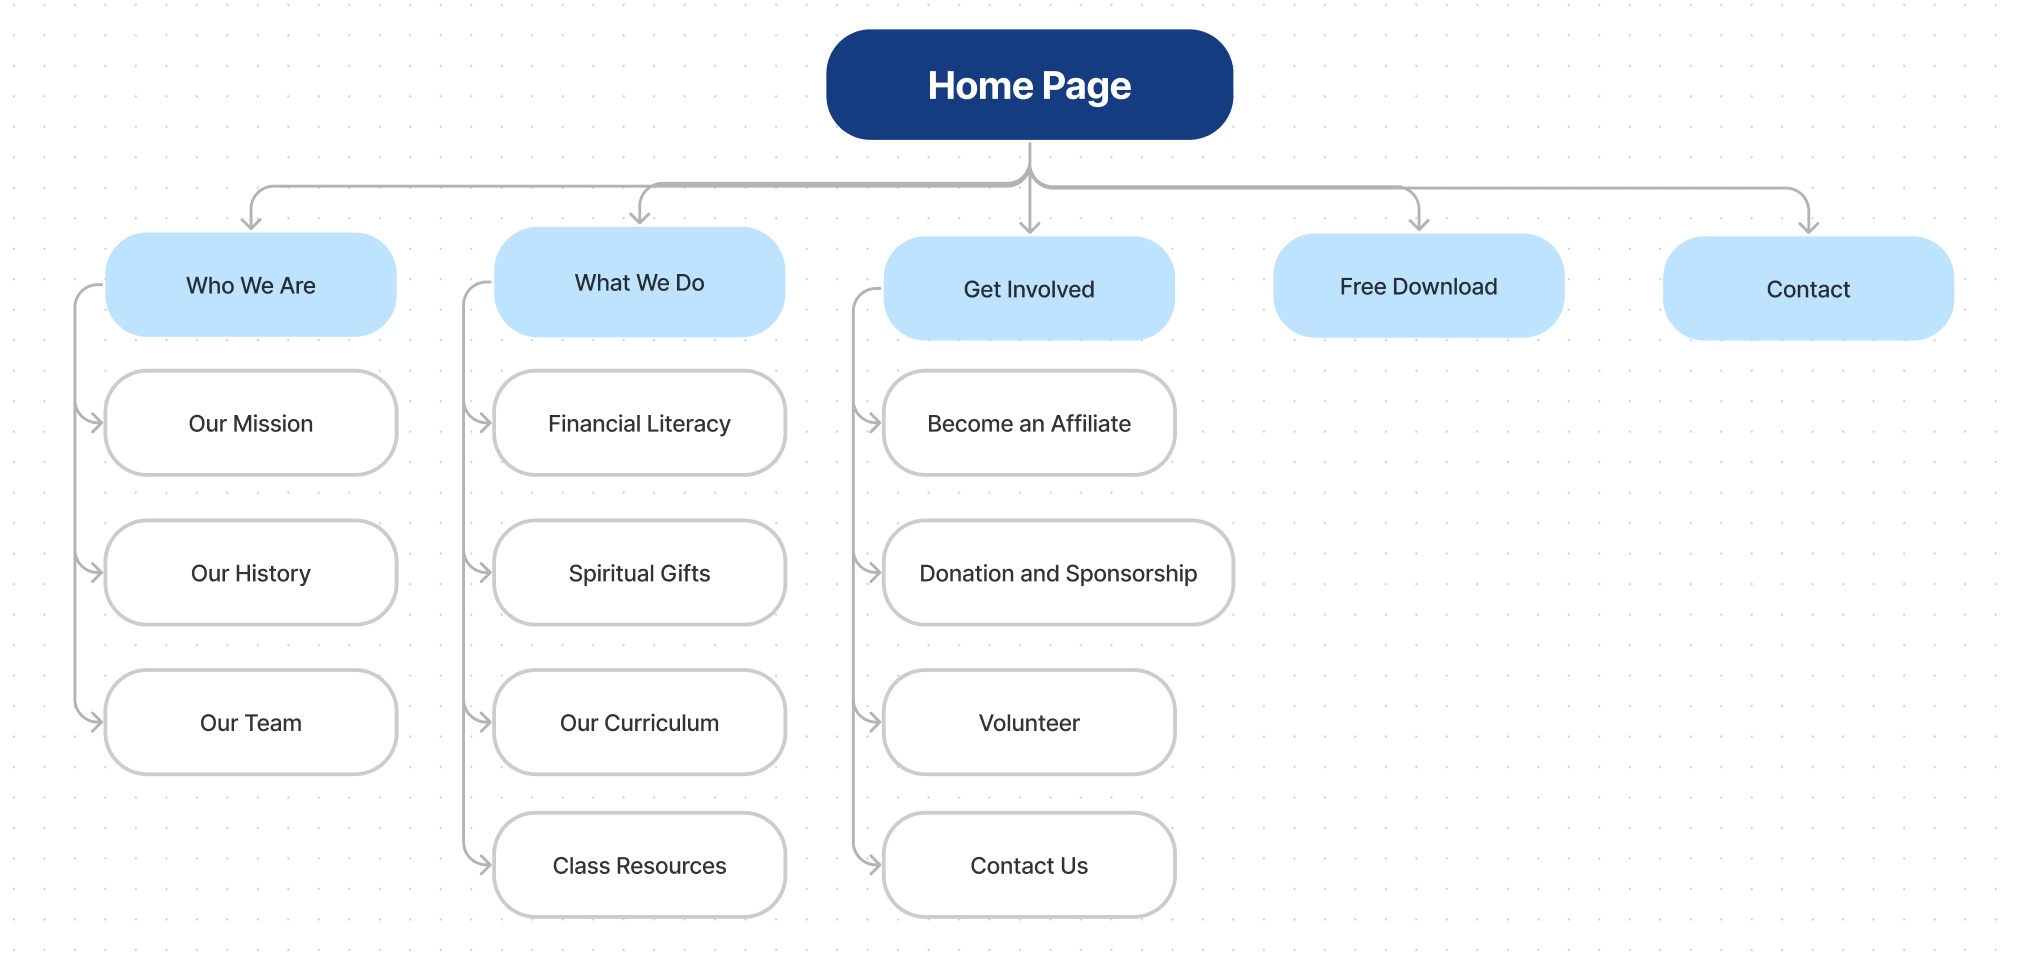 Home Page
Who We Are
What We Do
Get Involved
Free Download
Contact
Our Mission
Financial Literacy
Become an Affiliate
Our History
Spiritual Gifts
Donation and Sponsorship
Our Team
Our Curriculum
Volunteer
Class Resources
Contact Us